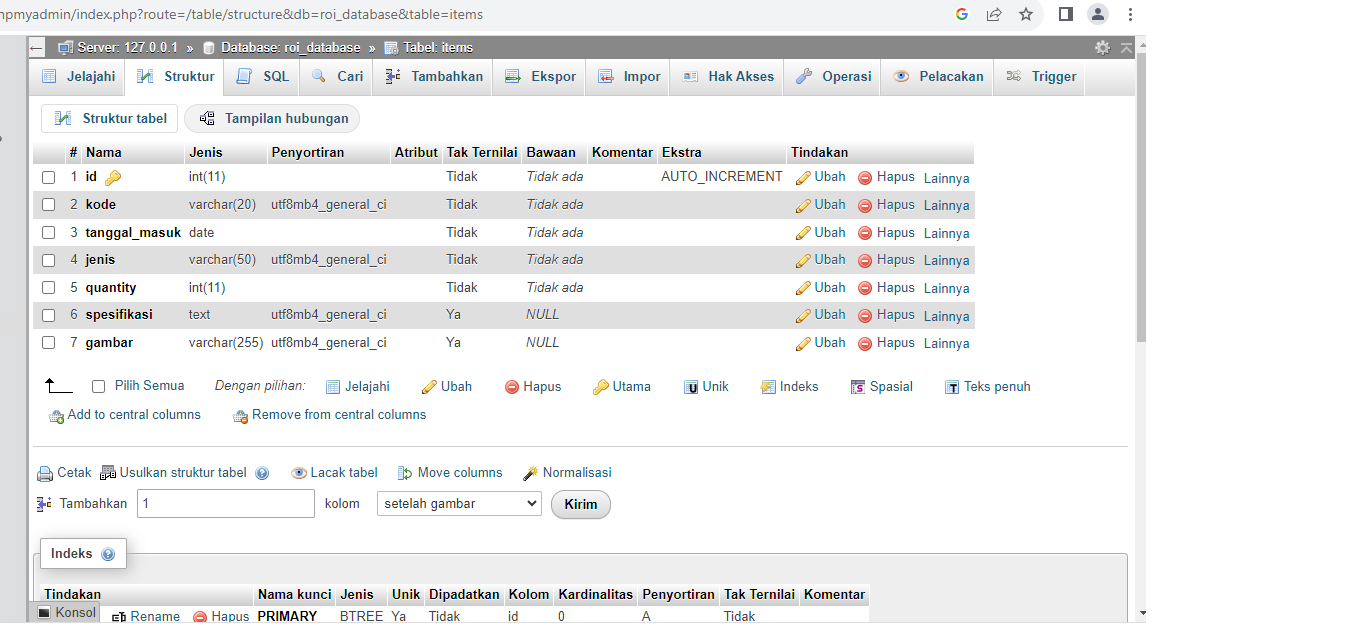 npmyadmin/index.php?route=/table/structure&db=roi_database&table=items
Server: 127.0.0.1 » Database: roi_database » Tabel: items
Jelajahi Struktur SQL Cari Tambahkan Ekspor Impor Hak Akses Operasi Pelacakan Trigger
Struktur tabel Tampilan hubungan
# Nama Jenis Penyortiran Atribut Tak Ternilai Bawaan Komentar Ekstra Tindakan
1 id int(11) Tidak Tidak ada AUTO_INCREMENT Ubah Hapus Lainnya
2 kode varchar(20) utf8mb4_general_ci Tidak Tidak ada Ubah Hapus Lainnya
3 tanggal_masuk date Tidak Tidak ada Ubah Hapus Lainnya
4 jenis varchar(50) utf8mb4_general_ci Tidak Tidak ada Ubah Hapus Lainnya
5 quantity int(11) Tidak Tidak ada Ubah Hapus Lainnya
6 spesifikasi text utf8mb4_general_ci Ya NULL Ubah Hapus Lainnya
7 gambar varchar(255) utf8mb4_general_ci Ya NULL Ubah Hapus Lainnya
Pilih Semua Dengan pilihan: Jelajahi Ubah Hapus Utama Unik Indeks Spasial Teks penuh
Add to central columns Remove from central columns
Cetak Usulkan struktur tabel Lacak tabel Move columns Normalisasi
Tambahkan 1 kolom setelah gambar Kirim
Indeks
Tindakan Nama kunci Jenis Unik Dipadatkan Kolom Kardinalitas Penyortiran Tak Ternilai Komentar
Konsol Rename Hapus PRIMARY BTREE Ya Tidak id 0 A Tidak